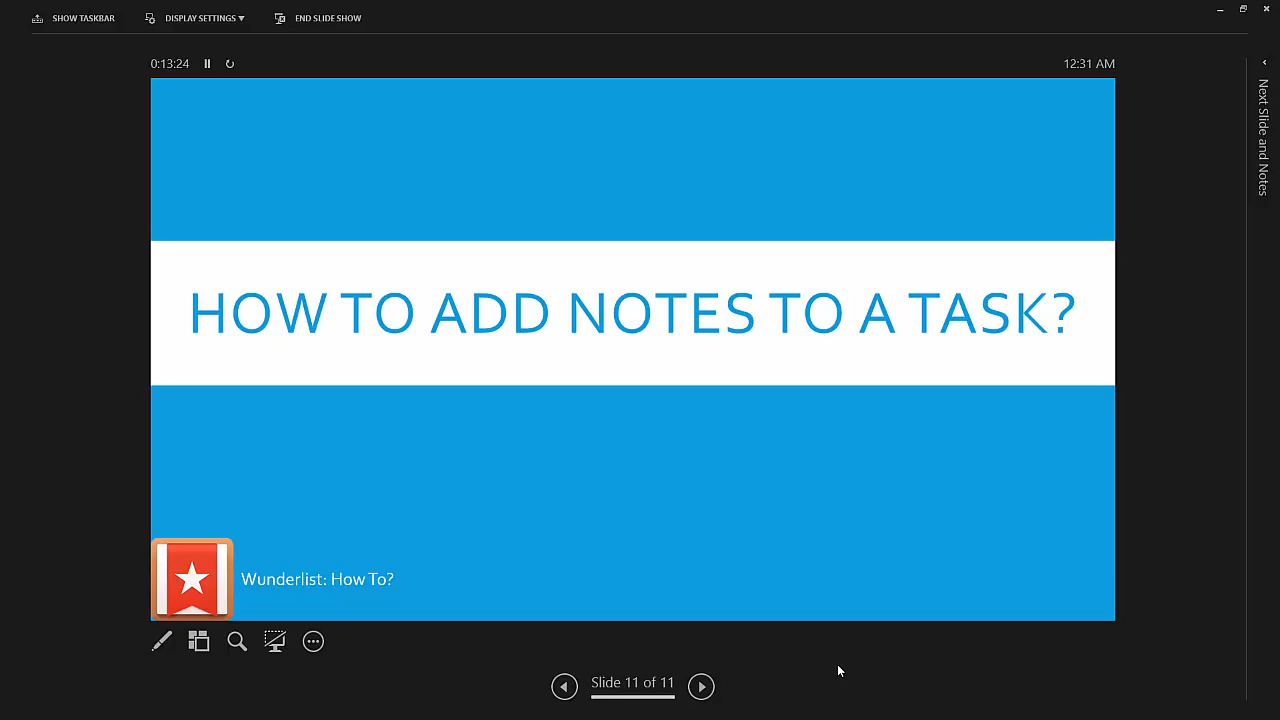 SHOW TASKBAR
DISPLAY SETTINGS
END SLIDE SHOW
0:13:24
12:31 AM
HOW TO ADD NOTES TO A TASK?
Wunderlist: How To?
Slide 11 of 11
Next Slide and Notes